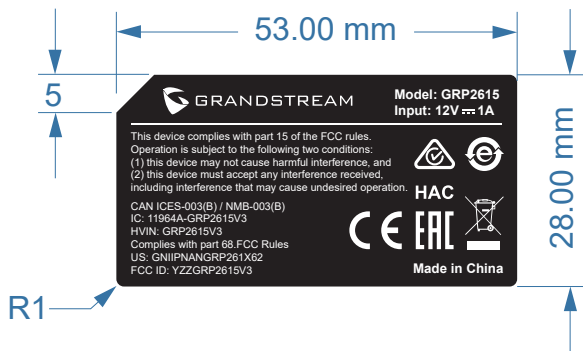 53.00 mm
5
GRANDSTREAM
Model: GRP2615
Input: 12V ⎓ 1A
This device complies with part 15 of the FCC rules.
Operation is subject to the following two conditions:
(1) this device may not cause harmful interference, and
(2) this device must accept any interference received,
including interference that may cause undesired operation.
CAN ICES-003(B) / NMB-003(B)
IC: 11964A-GRP2615V3
HVIN: GRP2615V3
Complies with part 68.FCC Rules
US: GNIIPNANGRP261X62
FCC ID: YZZGRP2615V3
e
HAC
CE EAC
Made in China
28.00 mm
R1